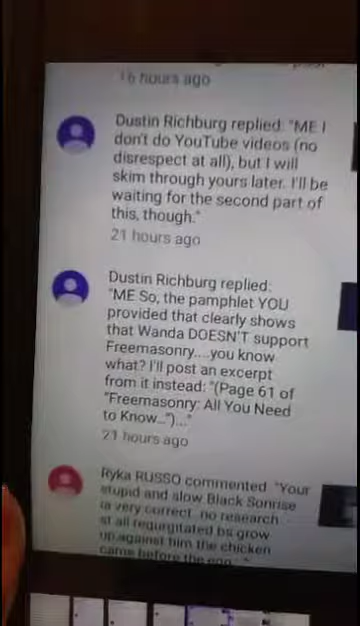 16 hours ago
Dustin Richburg replied: "ME I
don't do YouTube videos (no
disrespect at all), but I will
skim through yours later. I'll be
waiting for the second part of
this, though."
21 hours ago
Dustin Richburg replied:
"ME So, the pamphlet YOU
provided that clearly shows
that Wanda DOESN'T support
Freemasonry....you know
what? I'll post an excerpt
from it instead: "(Page 61 of
"Freemasonry: All You Need
to Know..")..."
21 hours ago
Ryka RUSSO commented: "Your
stupid and slow Black Sonrise
is very correct no research
st all regurgitated bs grow
up against him the chicken
came before the egg